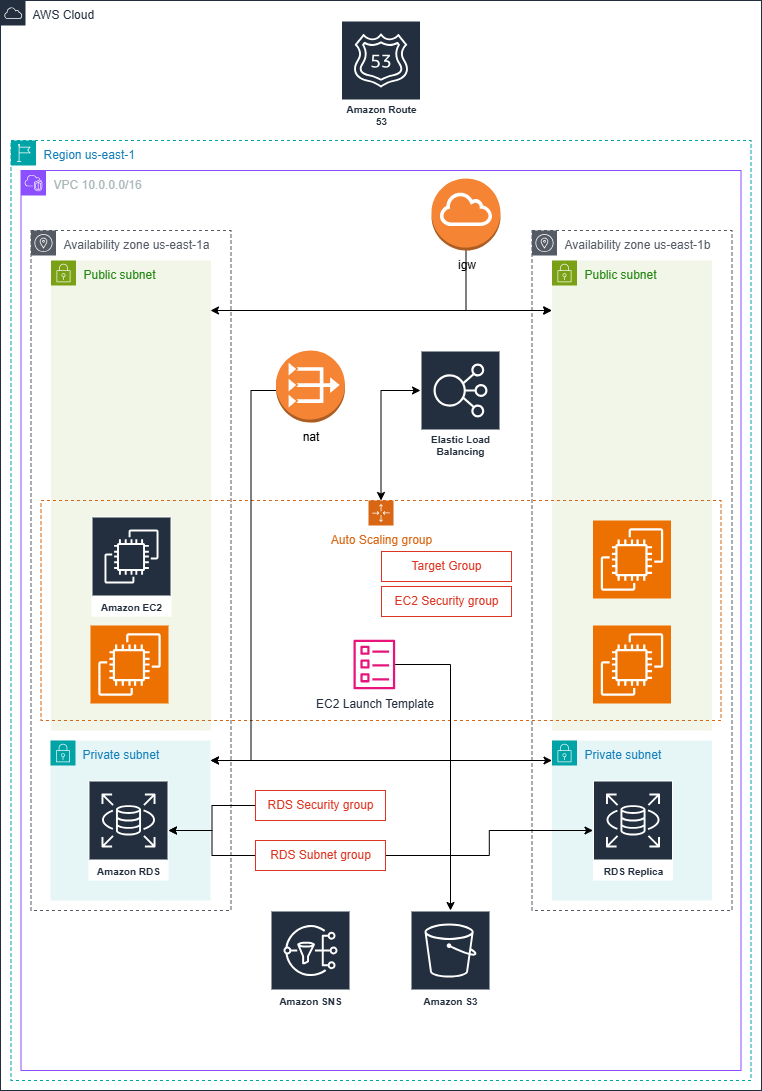 AWS Cloud
53
Amazon Route
53
Region us-east-1
VPC 10.0.0.0/16
Availability zone us-east-1a
igw
Availability zone us-east-1b
Public subnet
Public subnet
nat
Elastic Load
Balancing
Auto Scaling group
Target Group
EC2 Security group
Amazon EC2
EC2 Launch Template
Private subnet
Private subnet
RDS Security group
RDS Subnet group
Amazon RDS
RDS Replica
Amazon SNS
Amazon S3